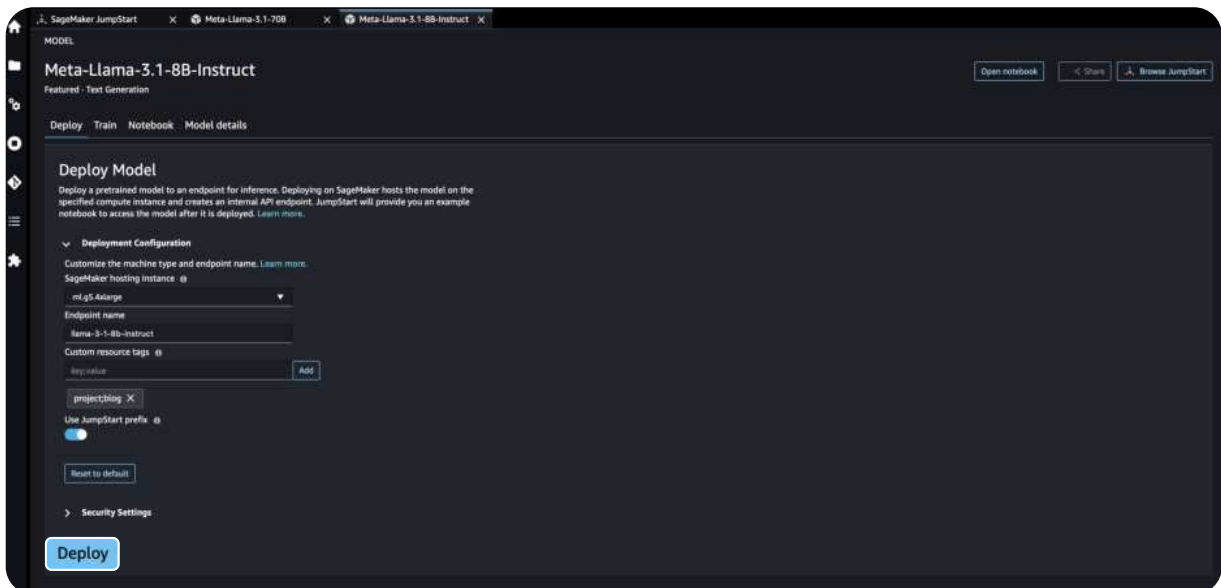 SageMaker JumpStart
Meta-Llama-3.1-70B
Meta-Llama-3.1-8B-Instruct
MODEL
Meta-Llama-3.1-8B-Instruct
Featured - Text Generation
Open notebook
Share
Browse JumpStart
Deploy Train Notebook Model details
Deploy Model
Deploy a pretrained model to an endpoint for inference. Deploying on SageMaker hosts the model on the
specified compute instance and creates an internal API endpoint. JumpStart will provide you an example
notebook to access the model after it is deployed. Learn more.
Deployment Configuration
Customize the machine type and endpoint name. Learn more.
SageMaker hosting instance
ml.g5.4xlarge
Endpoint name
llama-3-1-8b-instruct
Custom resource tags
key:value
Add
project:blog
Use JumpStart prefix
Reset to default
Security Settings
Deploy